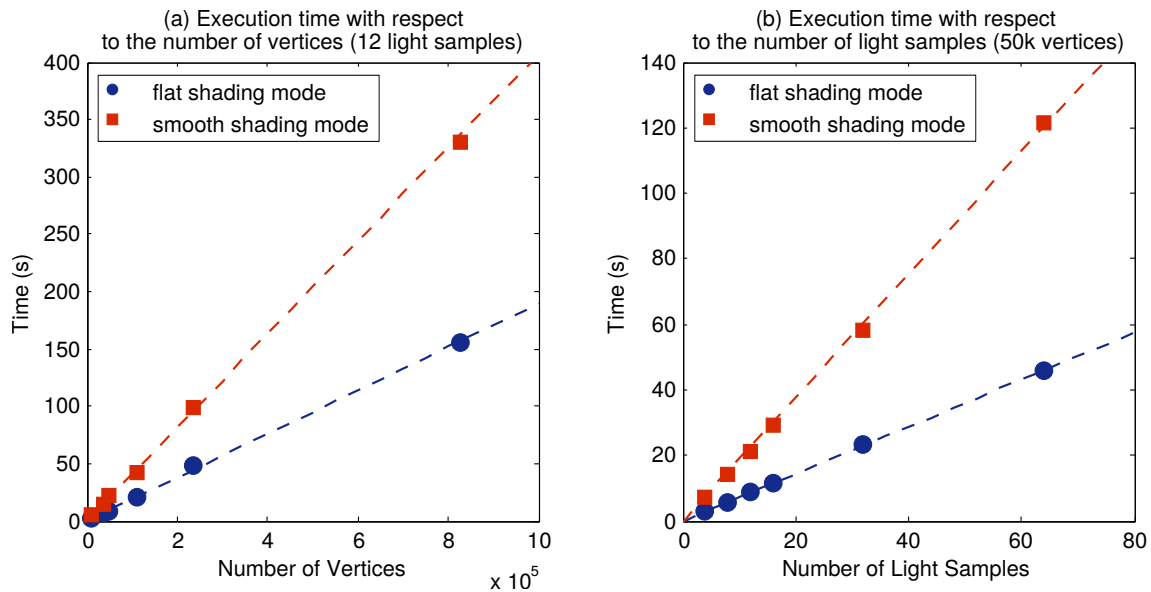 (a) Execution time with respect
to the number of vertices (12 light samples)
400
350
300
250
200
150
100
50
0
Time (s)
flat shading mode
smooth shading mode
0 2 4 6 8 10
Number of Vertices
x 10^5
(b) Execution time with respect
to the number of light samples (50k vertices)
140
120
100
80
60
40
20
0
Time (s)
flat shading mode
smooth shading mode
0 20 40 60 80
Number of Light Samples